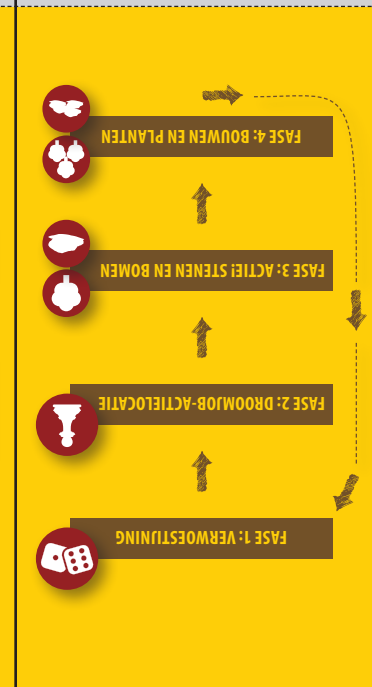 FASE 1: VERWOESTIJNING
FASE 2: DROOMJOB-ACTIELOCATIE
FASE 3: ACTIE! STENEN EN BOMEN
FASE 4: BOUWEN EN PLANTEN